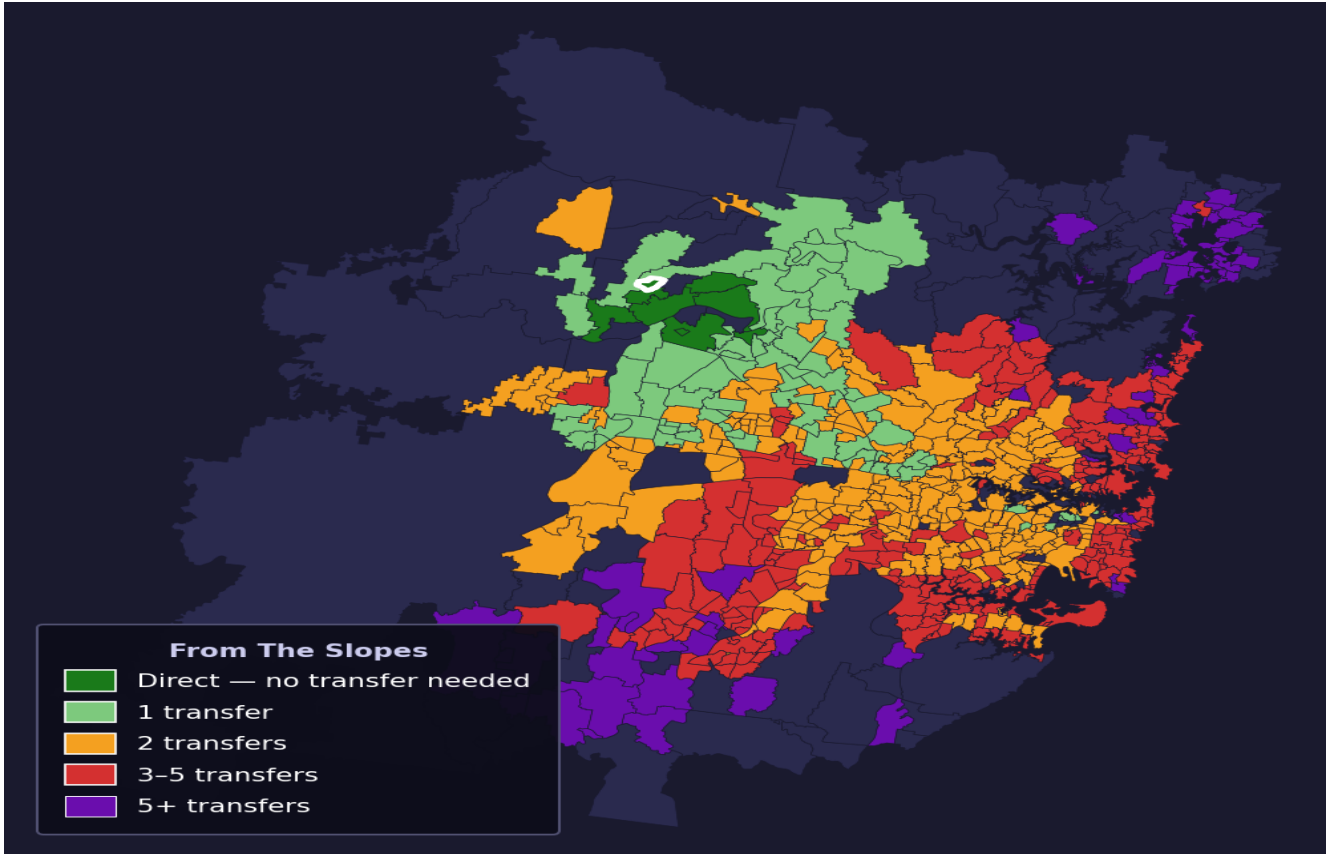 From The Slopes
Direct — no transfer needed
1 transfer
2 transfers
3–5 transfers
5+ transfers